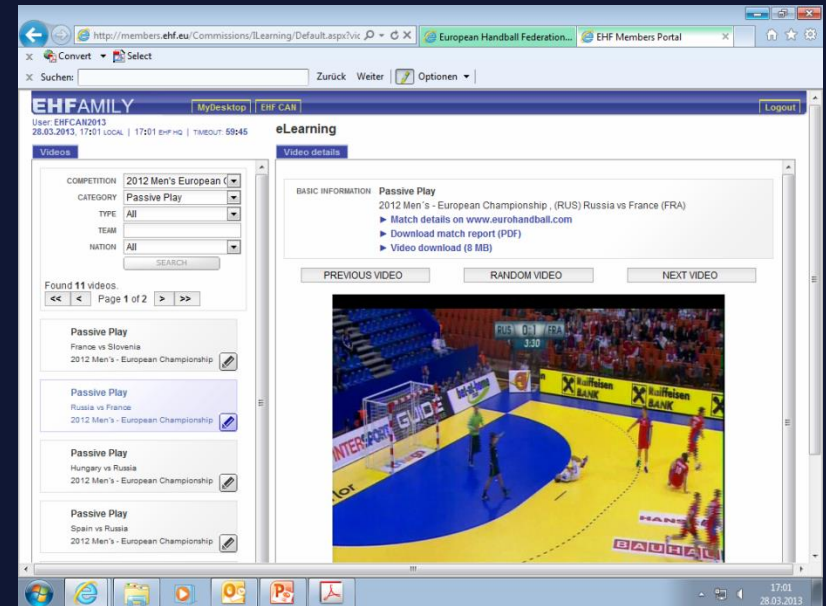 http://members.ehf.eu/Commissions/ILearning/Default.aspx?vic
European Handball Federation...
EHF Members Portal
x Convert Select
x Suchen: Zurück Weiter Optionen
EHFAMILY MyDesktop EHF CAN Logout
User: EHFCAN2013
28.03.2013, 17:01 LOCAL | 17:01 EHF HQ | TIMEOUT: 59:45
eLearning
Videos
Video details
COMPETITION 2012 Men's European (
CATEGORY Passive Play
TYPE All
TEAM
NATION All
SEARCH
Found 11 videos.
<< < Page 1 of 2 > >>
Passive Play
France vs Slovenia
2012 Men's - European Championship
Passive Play
Russia vs France
2012 Men's - European Championship
Passive Play
Hungary vs Russia
2012 Men's - European Championship
Passive Play
Spain vs Russia
2012 Men's - European Championship
BASIC INFORMATION Passive Play
2012 Men´s - European Championship , (RUS) Russia vs France (FRA)
► Match details on www.eurohandball.com
► Download match report (PDF)
► Video download (8 MB)
PREVIOUS VIDEO RANDOM VIDEO NEXT VIDEO
RUS 0:1 FRA
3:30
Raiffeisen BANK
Raiffeisen BANK
GUIDE
INTERSPORT
BAUHAUS
17:01
28.03.2013